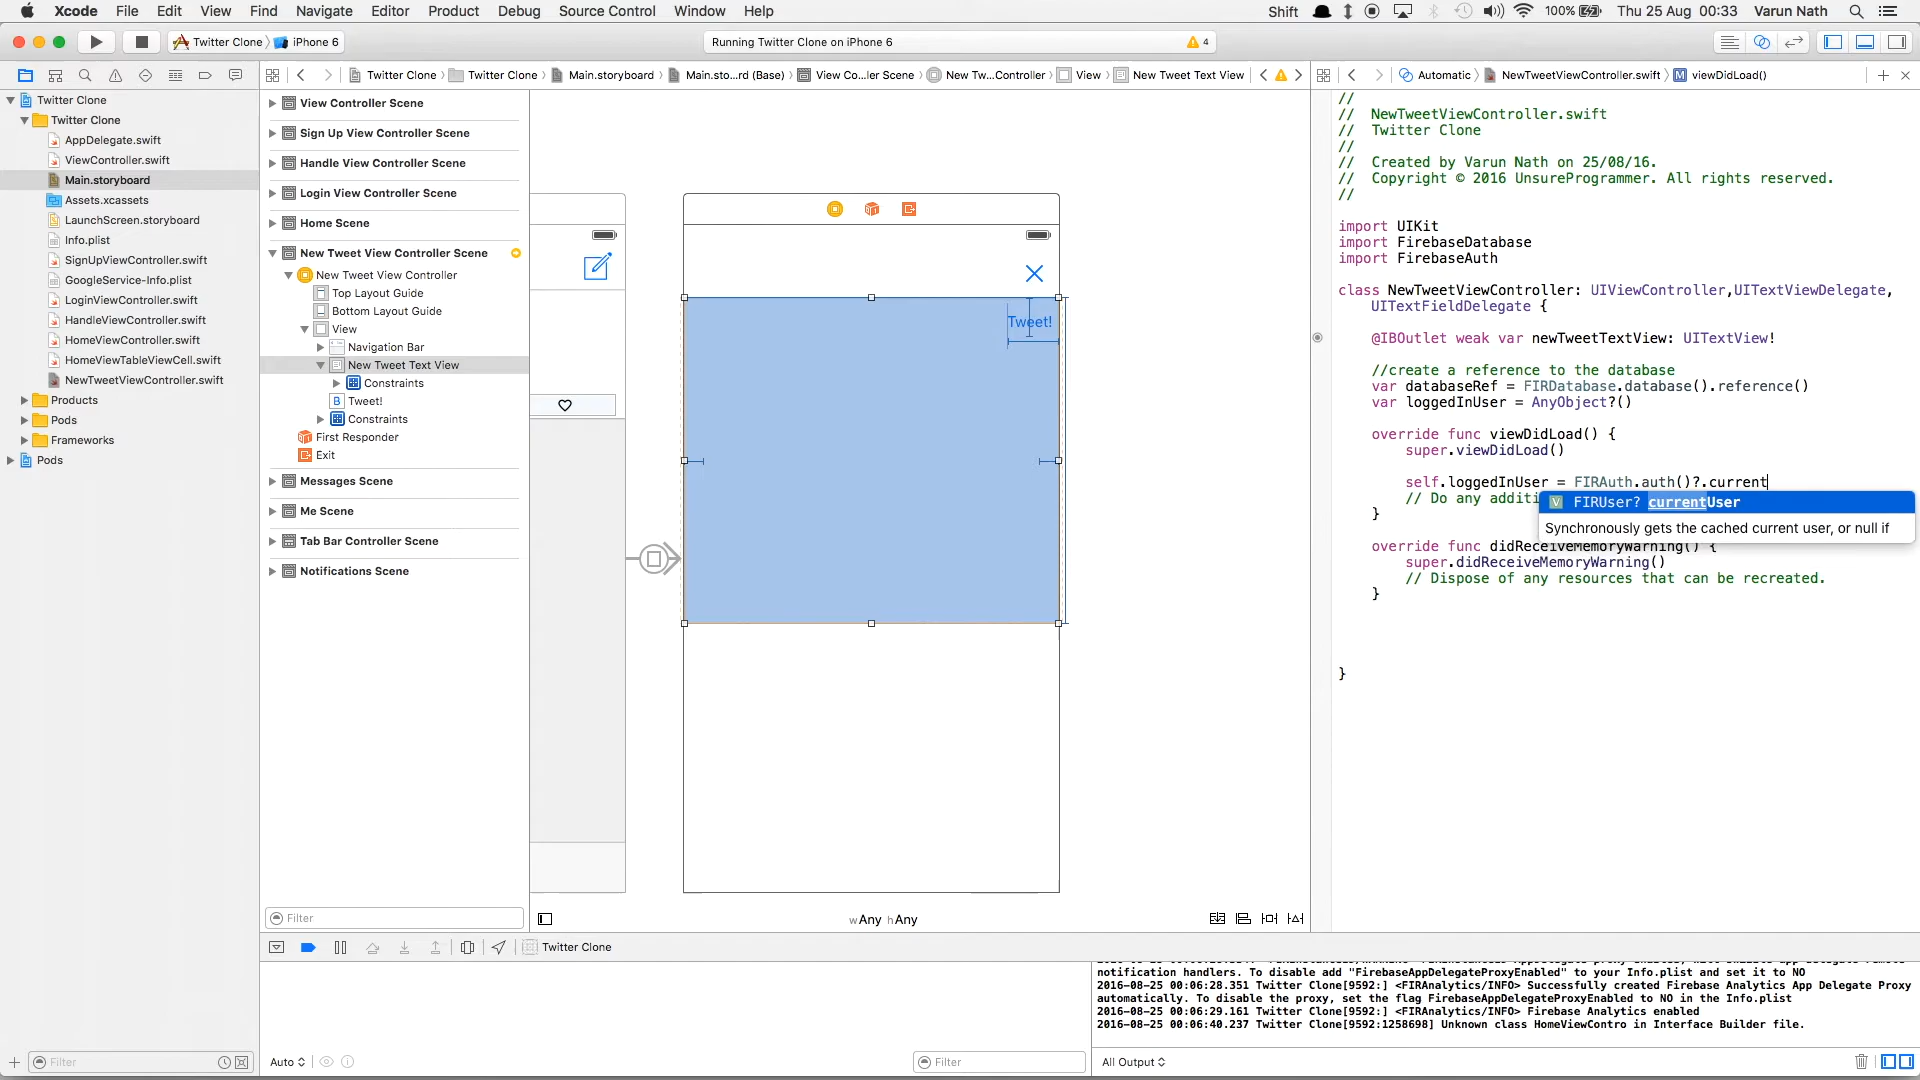 Xcode File Edit View Find Navigate Editor Product Debug Source Control Window Help Shift 100% Thu 25 Aug 00:33 Varun Nath
Twitter Clone iPhone 6 Running Twitter Clone on iPhone 6 4
Twitter Clone Twitter Clone Main.storyboard Main.sto...rd (Base) View Co...ler Scene New Tw...Controller View New Tweet Text View
Automatic NewTweetViewController.swift M viewDidLoad()
Twitter Clone
Twitter Clone
AppDelegate.swift
ViewController.swift
Main.storyboard
Assets.xcassets
LaunchScreen.storyboard
Info.plist
SignUpViewController.swift
GoogleService-Info.plist
LoginViewController.swift
HandleViewController.swift
HomeViewController.swift
HomeViewTableViewCell.swift
NewTweetViewController.swift
Products
Pods
Frameworks
Pods
Filter
View Controller Scene
Sign Up View Controller Scene
Handle View Controller Scene
Login View Controller Scene
Home Scene
New Tweet View Controller Scene
New Tweet View Controller
Top Layout Guide
Bottom Layout Guide
View
Navigation Bar
New Tweet Text View
Constraints
B Tweet!
Constraints
First Responder
Exit
Messages Scene
Me Scene
Tab Bar Controller Scene
Notifications Scene
Filter
Tweet!
wAny hAny
//
// NewTweetViewController.swift
// Twitter Clone
//
// Created by Varun Nath on 25/08/16.
// Copyright © 2016 UnsureProgrammer. All rights reserved.
//
import UIKit
import FirebaseDatabase
import FirebaseAuth
class NewTweetViewController: UIViewController,UITextViewDelegate,
UITextFieldDelegate {
@IBOutlet weak var newTweetTextView: UITextView!
//create a reference to the database
var databaseRef = FIRDatabase.database().reference()
var loggedInUser = AnyObject?()
override func viewDidLoad() {
super.viewDidLoad()
self.loggedInUser = FIRAuth.auth()?.current
// Do any additi
V FIRUser? currentUser
}
Synchronously gets the cached current user, or null if
override func didReceiveMemoryWarning() {
super.didReceiveMemoryWarning()
// Dispose of any resources that can be recreated.
}
}
Twitter Clone
notification handlers. To disable add "FirebaseAppDelegateProxyEnabled" to your Info.plist and set it to NO
2016-08-25 00:06:28.351 Twitter Clone[9592:] <FIRAnalytics/INFO> Successfully created Firebase Analytics App Delegate Proxy
automatically. To disable the proxy, set the flag FirebaseAppDelegateProxyEnabled to NO in the Info.plist
2016-08-25 00:06:29.161 Twitter Clone[9592:] <FIRAnalytics/INFO> Firebase Analytics enabled
2016-08-25 00:06:40.237 Twitter Clone[9592:1258698] Unknown class HomeViewContro in Interface Builder file.
Auto Filter All Output